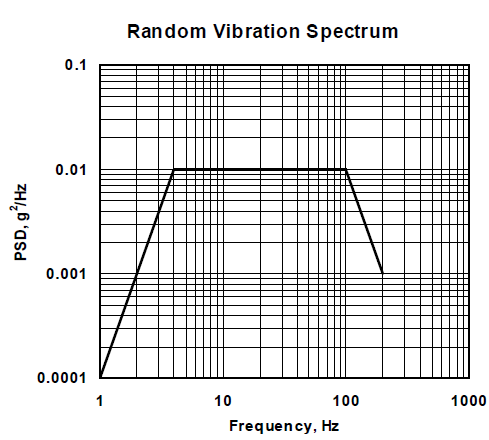 Random Vibration Spectrum
0.1
0.01
0.001
0.0001
PSD, g²/Hz
1 10 100 1000
Frequency, Hz